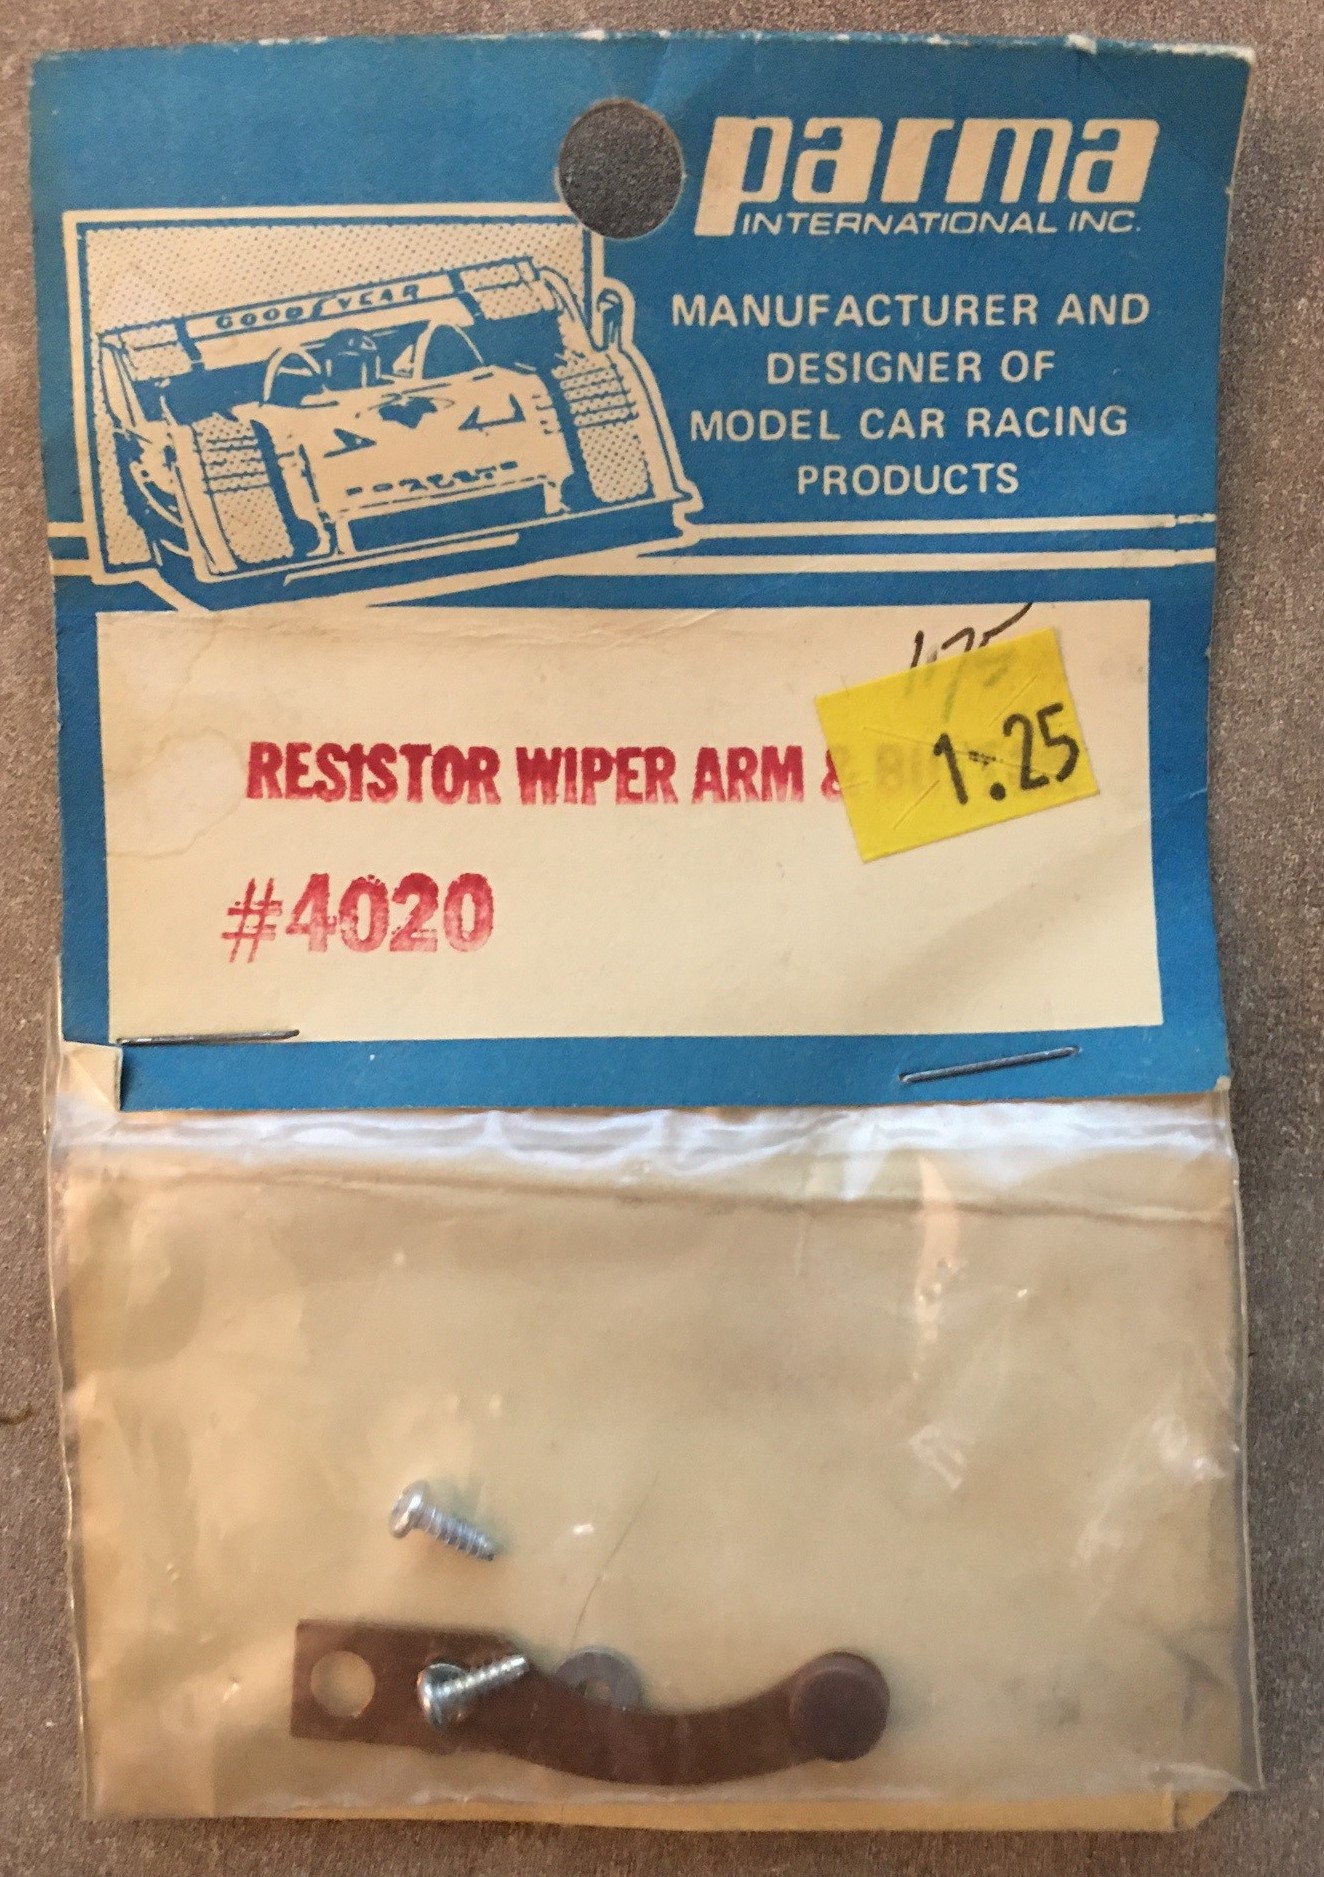 parma
INTERNATIONAL INC.
MANUFACTURER AND
DESIGNER OF
MODEL CAR RACING
PRODUCTS
GOODYEAR
1.25
RESISTOR WIPER ARM &
#4020